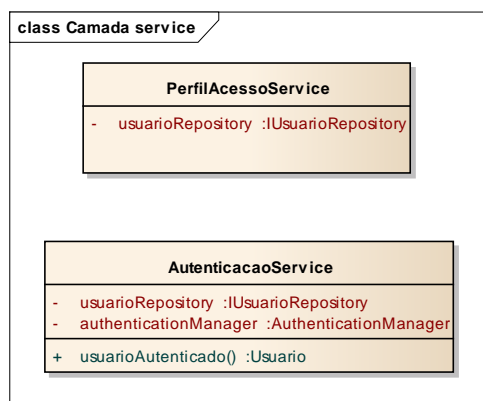 class Camada service
PerfilAcessoService
- usuarioRepository :IUsuarioRepository
AutenticacaoService
- usuarioRepository :IUsuarioRepository
- authenticationManager :AuthenticationManager
+ usuarioAutenticado() :Usuario